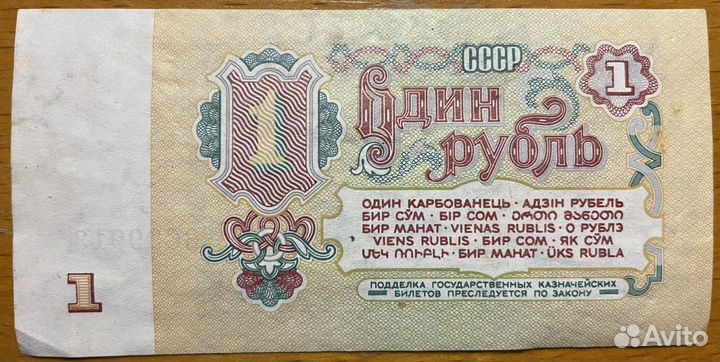 СССР
1
1
Один
рубль
ОДИН КАРБОВАНЕЦЬ · АДЗІН РУБЕЛЬ
БИР СЎМ · БІР СОМ · ᲔᲠᲗᲘ ᲛᲐᲜᲔᲗᲘ
БИР МАНАТ · VIENAS RUBLIS · О РУБЛЭ
VIENS RUBLIS · БИР СОМ · ЯК СӮМ
ՄԵԿ ՌՈՒԲԼԻ · БИР МАНАТ · ÜKS RUBLA
1
ПОДДЕЛКА ГОСУДАРСТВЕННЫХ КАЗНАЧЕЙСКИХ
БИЛЕТОВ ПРЕСЛЕДУЕТСЯ ПО ЗАКОНУ
Avito